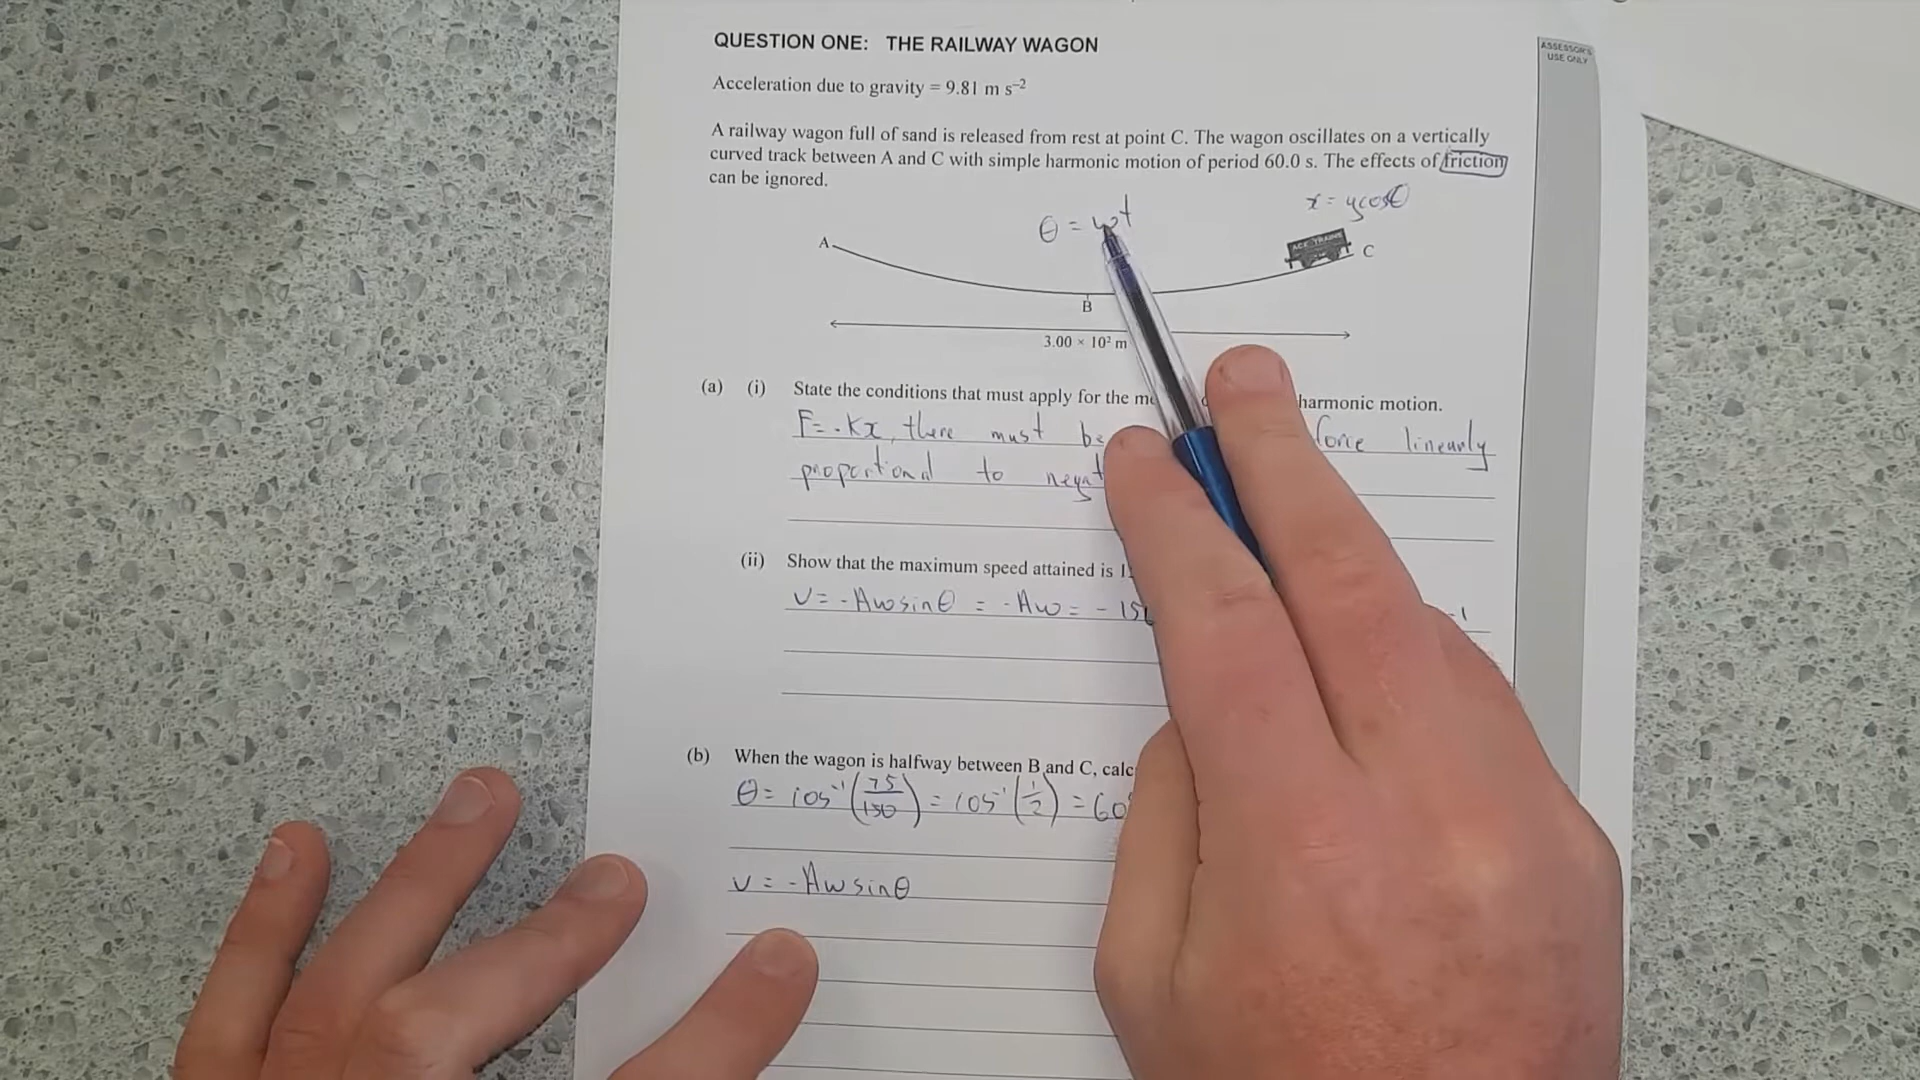 QUESTION ONE: THE RAILWAY WAGON
ASSESSOR'S
USE ONLY
Acceleration due to gravity = 9.81 m s⁻²
A railway wagon full of sand is released from rest at point C. The wagon oscillates on a vertically
curved track between A and C with simple harmonic motion of period 60.0 s. The effects of friction
can be ignored.
θ = ωt
ACE TRAINS
A
C
B
3.00 × 10² m
(a) (i) State the conditions that must apply for the harmonic motion.
F=-Kx, there must force linearly
proportional to
(ii) Show that the maximum speed attained is
V= -Aωsinθ = -Aω = -
(b) When the wagon is halfway between B and C,
θ= cos⁻¹(75/150) = cos⁻¹(1/2) = 60
v = -Aωsinθ